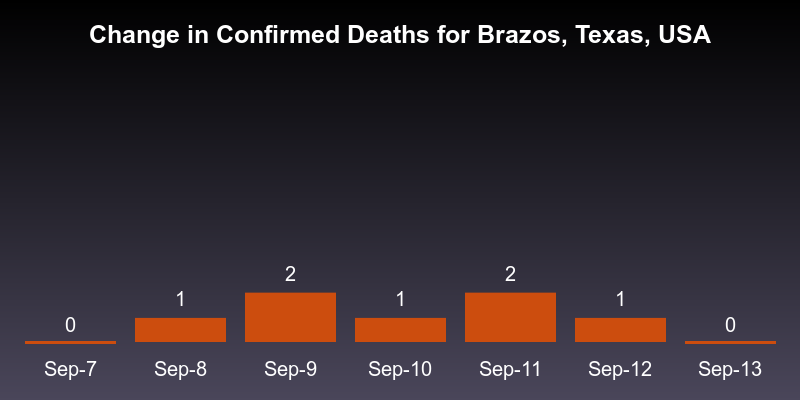 Change in Confirmed Deaths for Brazos, Texas, USA
0 1 2 1 2 1 0
Sep-7 Sep-8 Sep-9 Sep-10 Sep-11 Sep-12 Sep-13